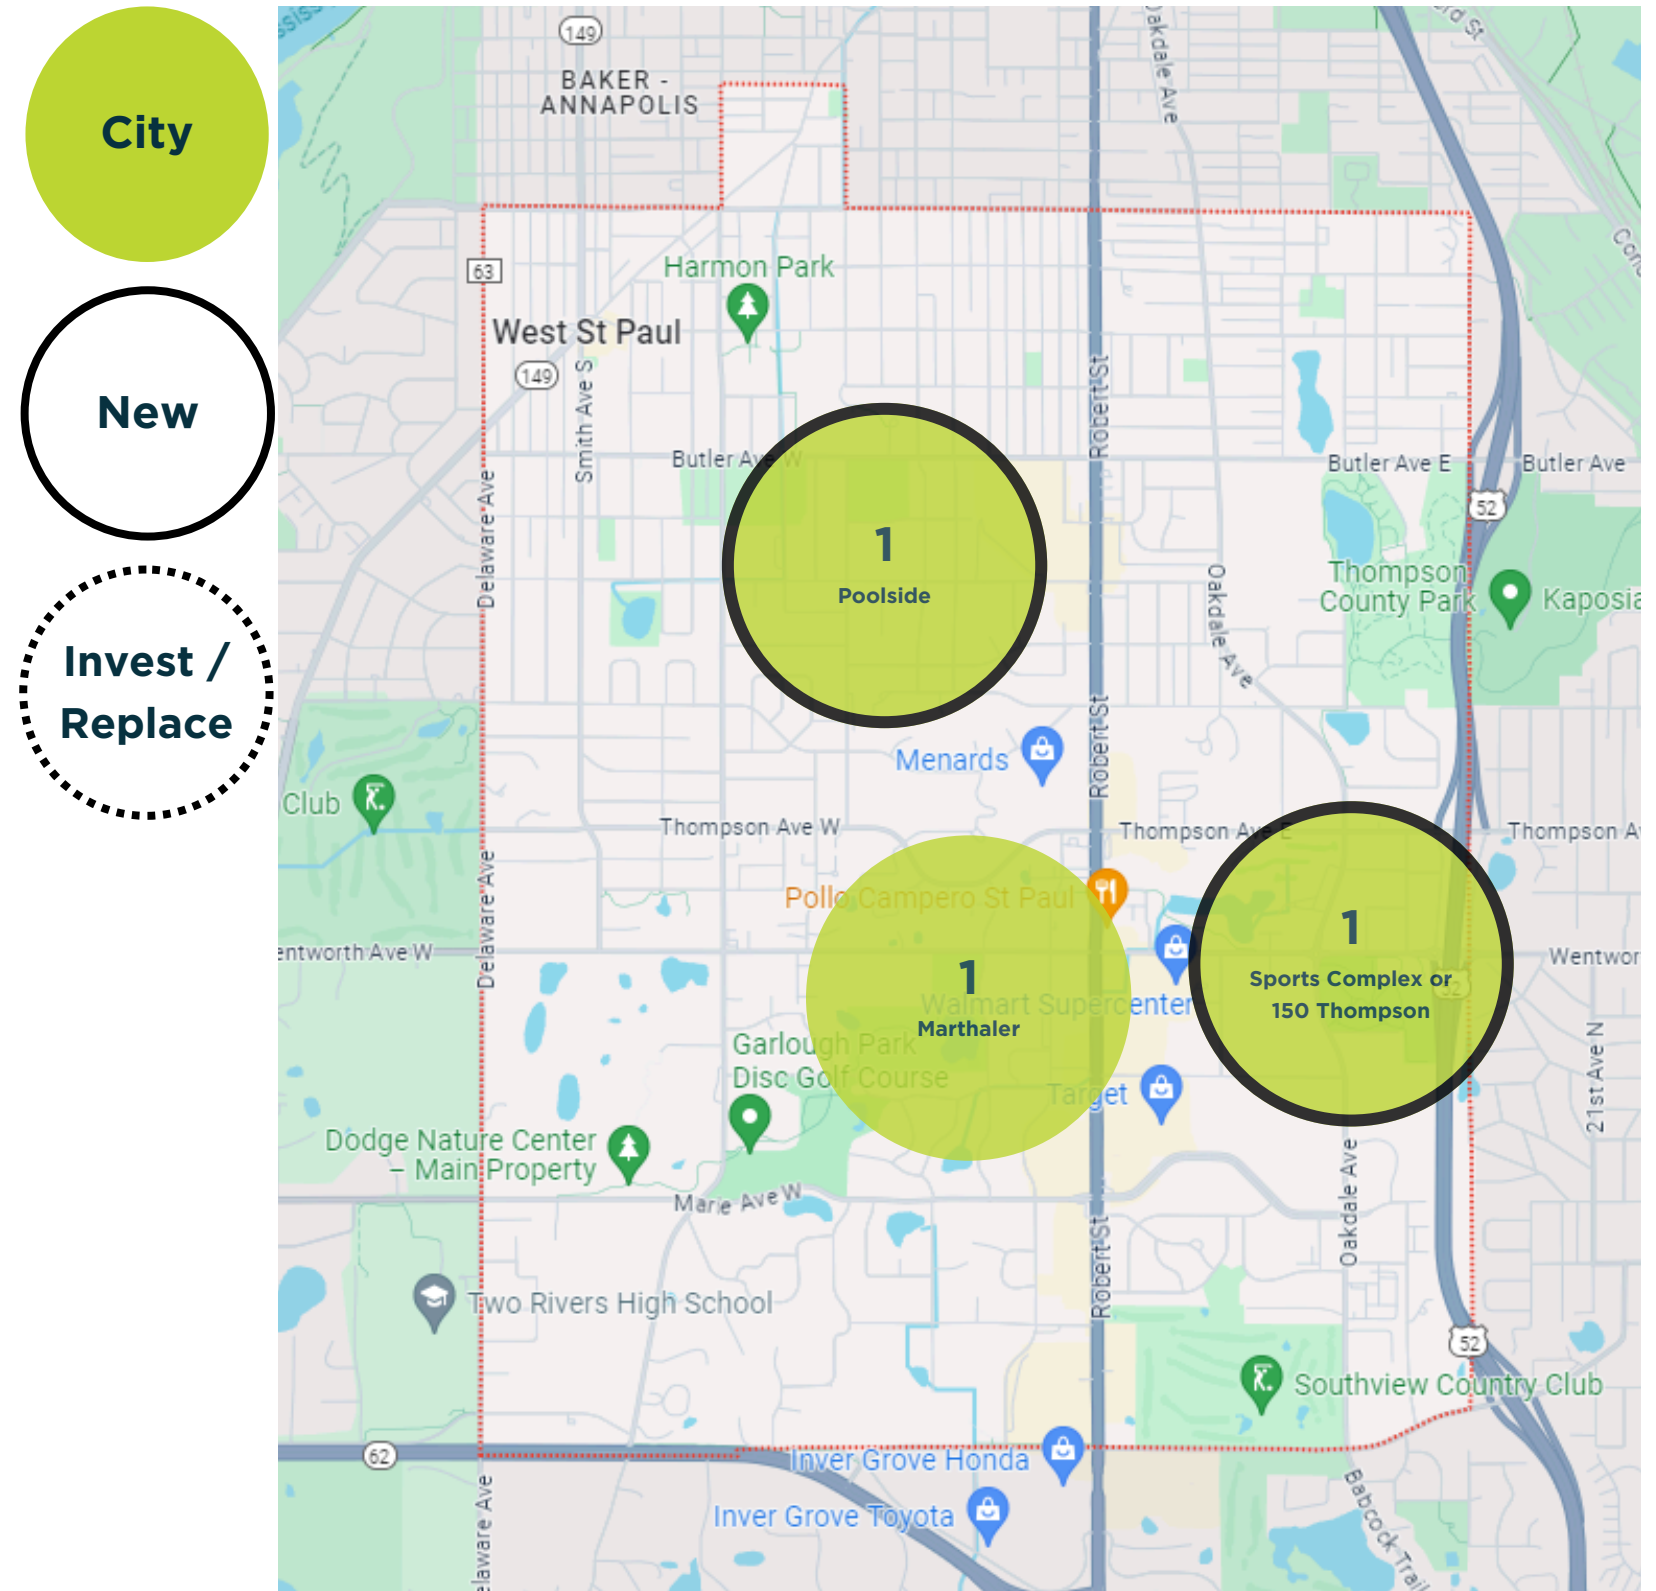 City
New
Invest /
Replace
149
BAKER -
ANNAPOLIS
Oakdale Ave
63
Harmon Park
West St Paul
149
Smith Ave S
Robert St
Butler Ave W
Butler Ave E
Butler Ave
Delaware Ave
52
1
Poolside
Oakdale Ave
Thompson
County Park
Kaposia
Menards
Robert St
Club
Thompson Ave W
Thompson Ave E
Thompson A
Pollo Campero St Paul
Delaware Ave
entworth Ave W
Wentwor
1
Marthaler
Walmart Supercenter
1
Sports Complex or
150 Thompson
52
Garlough Park
Disc Golf Course
Target
21st Ave N
Dodge Nature Center
– Main Property
Marie Ave W
Oakdale Ave
Robert St
Two Rivers High School
52
Southview Country Club
62
Inver Grove Honda
Inver Grove Toyota
elaware Ave
Babcock Trail